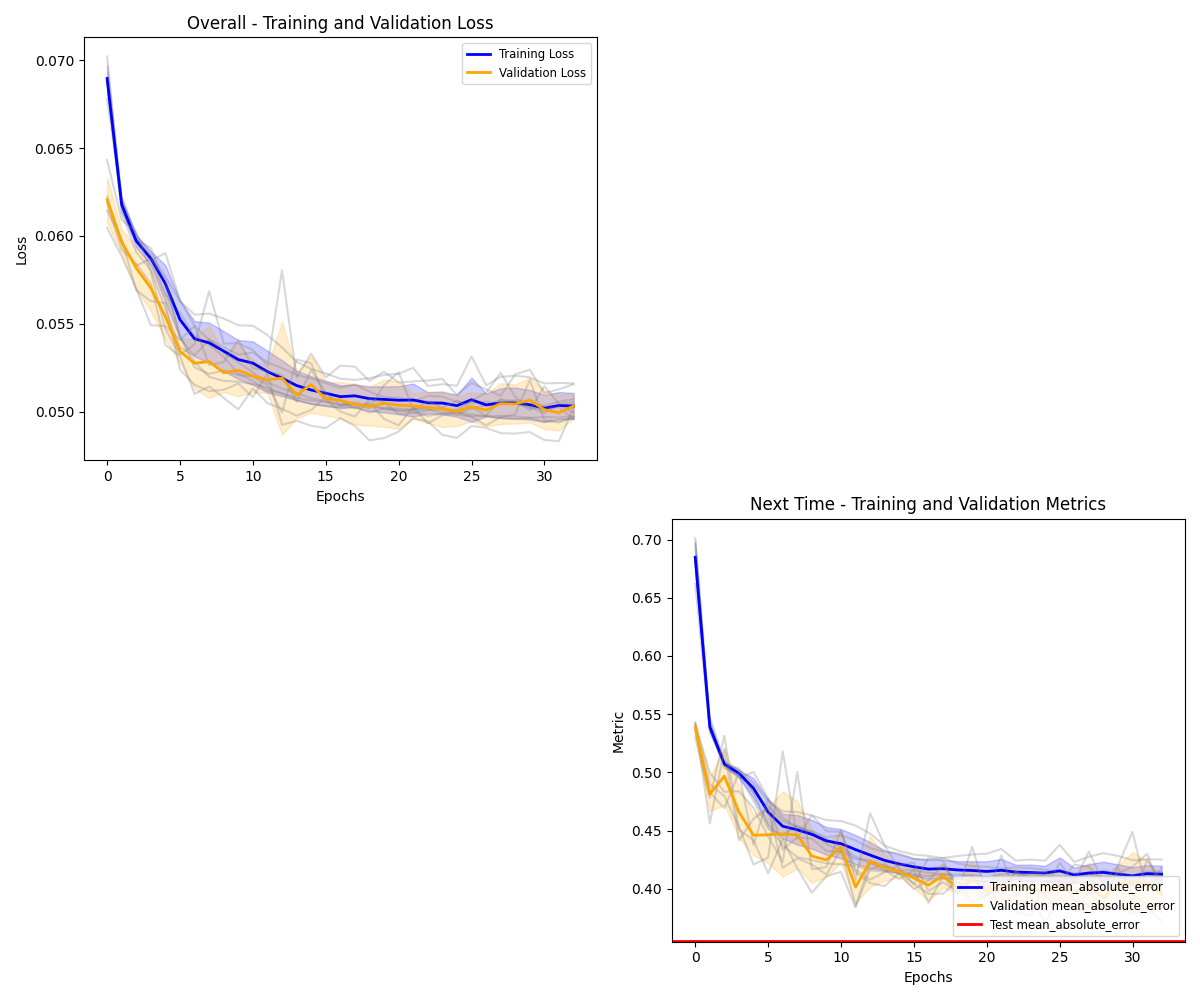 Overall - Training and Validation Loss
Training Loss
Validation Loss
0.070
0.065
0.060
0.055
0.050
Loss
0 5 10 15 20 25 30
Epochs
Next Time - Training and Validation Metrics
0.70
0.65
0.60
0.55
0.50
0.45
0.40
Metric
Training mean_absolute_error
Validation mean_absolute_error
Test mean_absolute_error
0 5 10 15 20 25 30
Epochs